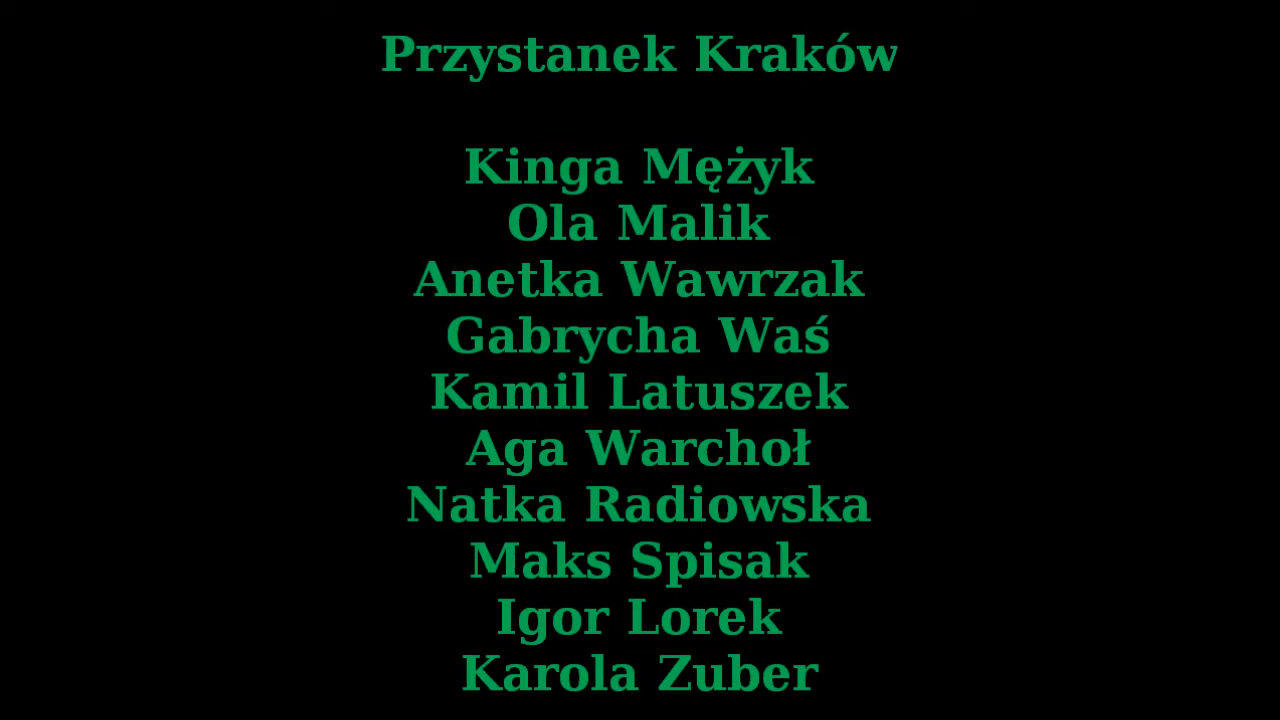 Przystanek Kraków
Kinga Mężyk
Ola Malik
Anetka Wawrzak
Gabrycha Waś
Kamil Latuszek
Aga Warchoł
Natka Radiowska
Maks Spisak
Igor Lorek
Karola Zuber